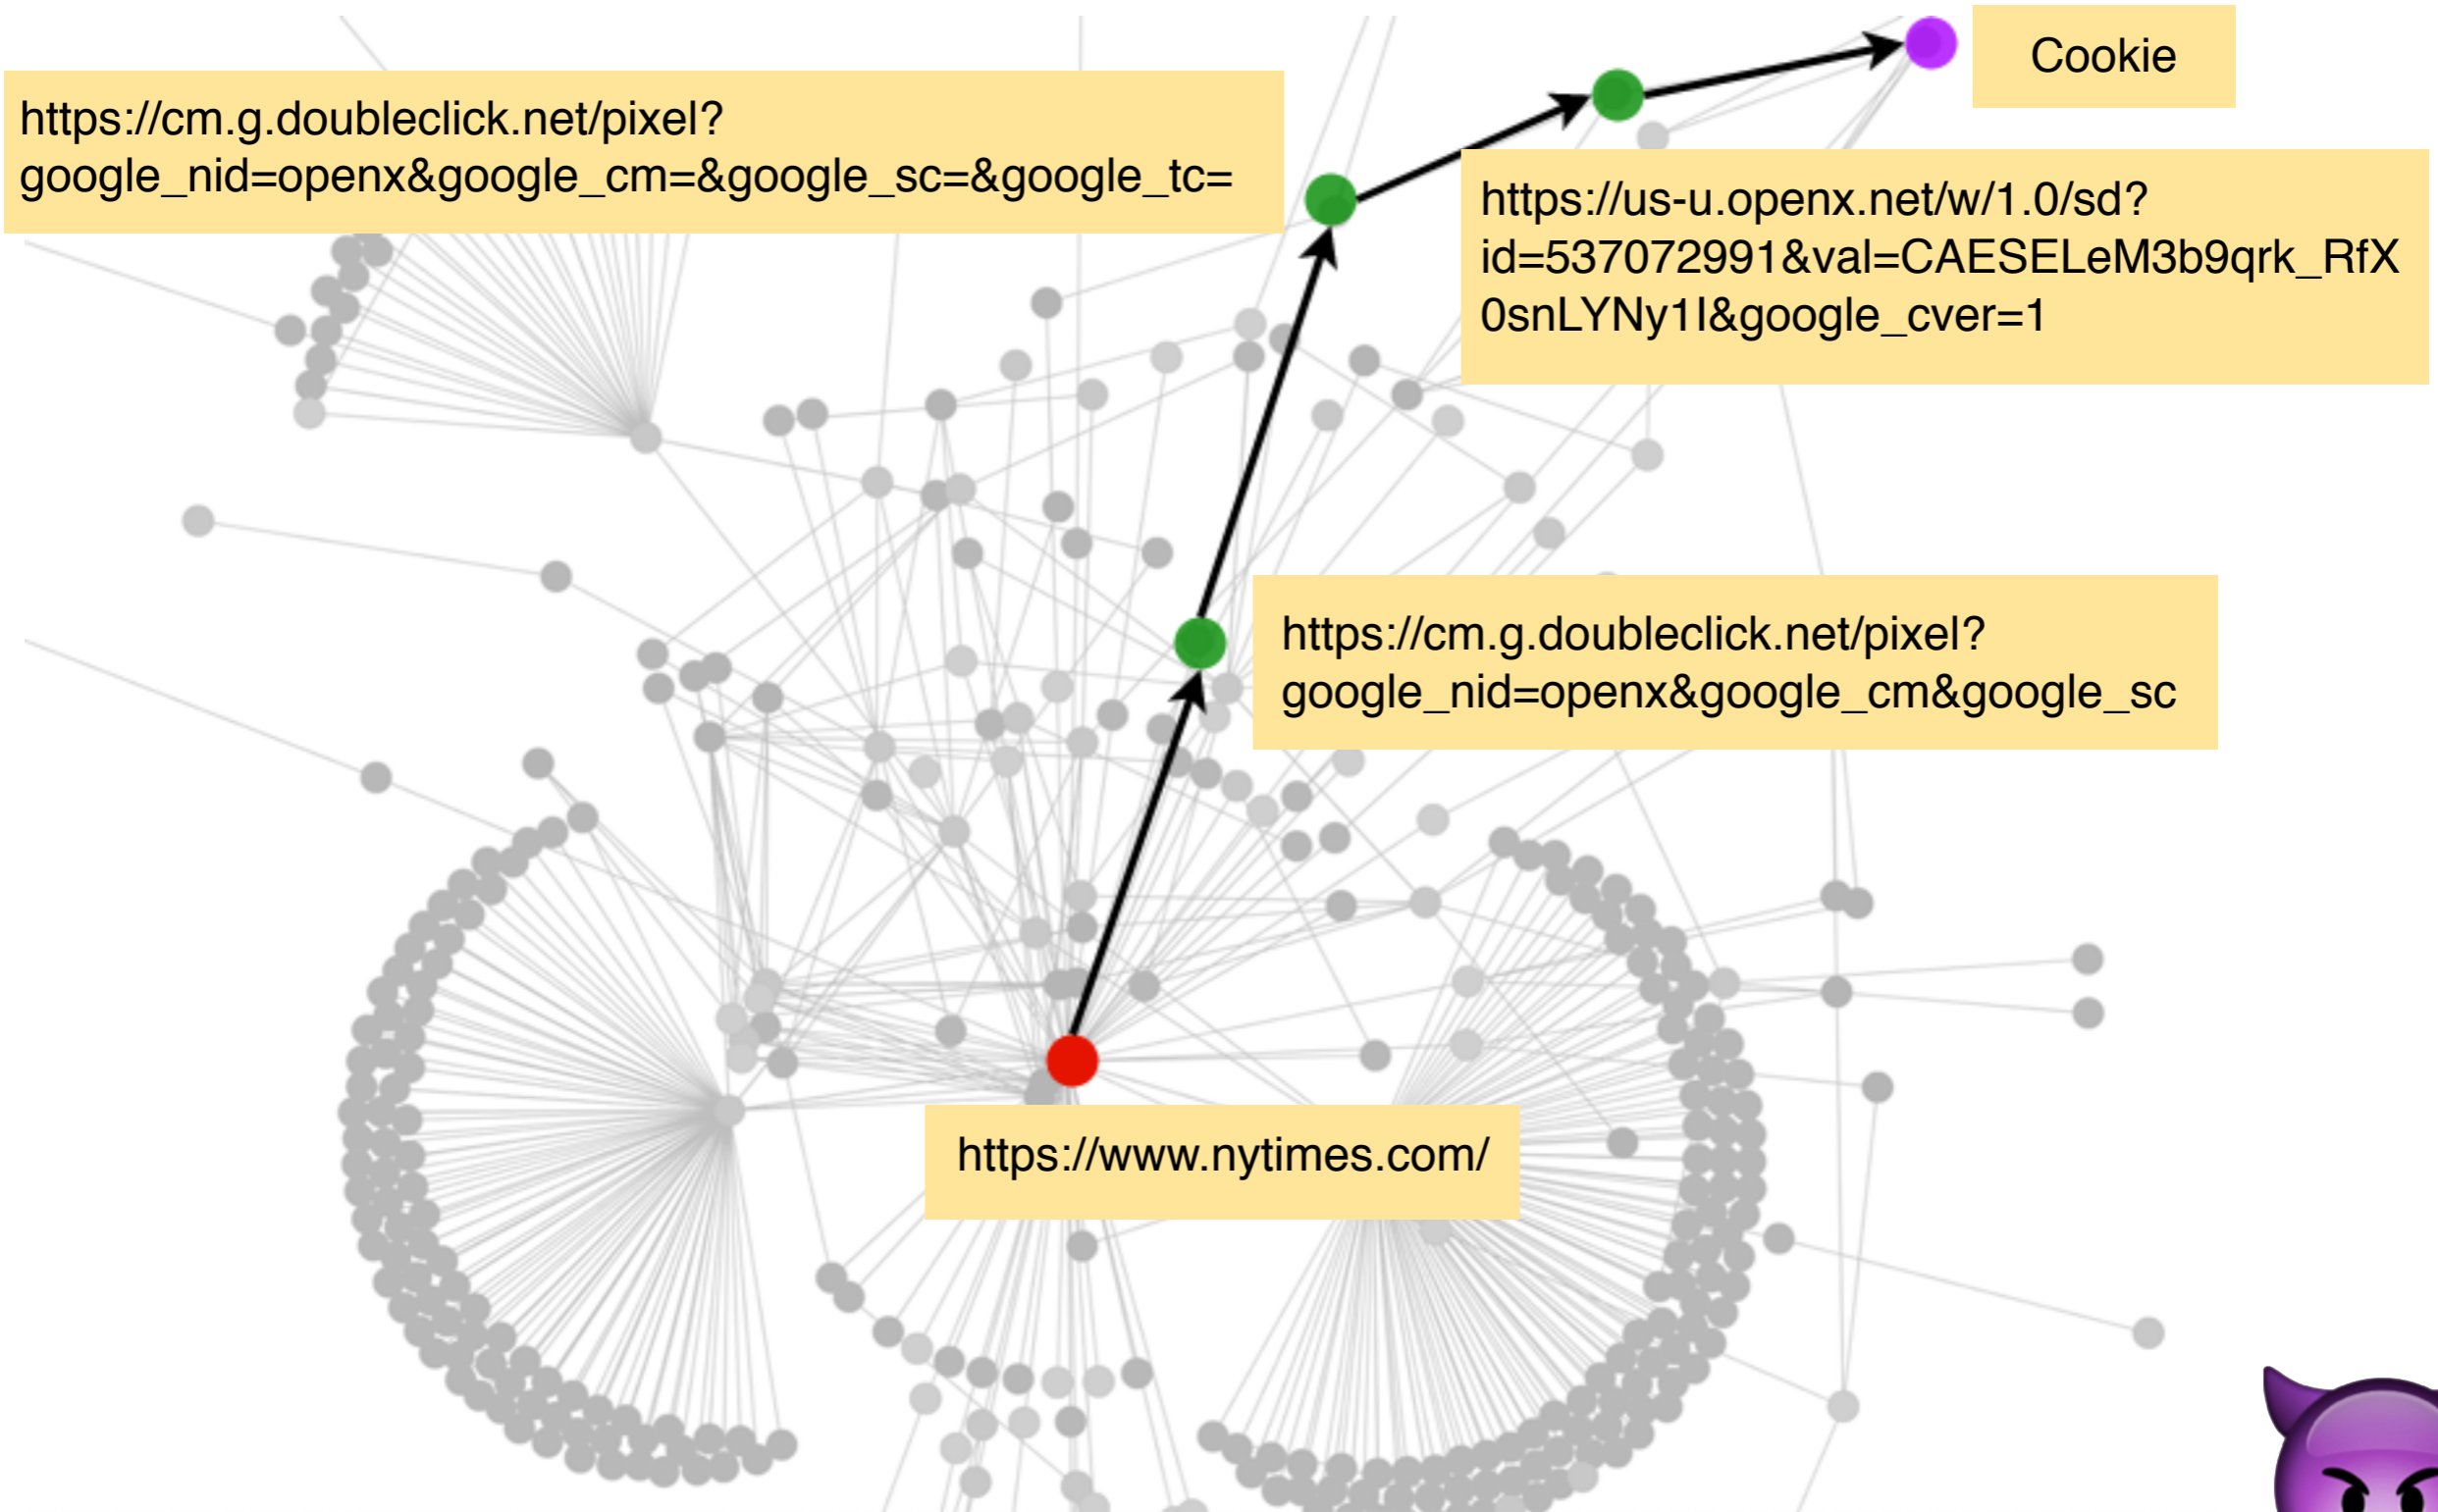 Cookie
https://cm.g.doubleclick.net/pixel?
google_nid=openx&google_cm=&google_sc=&google_tc=
https://us-u.openx.net/w/1.0/sd?
id=537072991&val=CAESELeM3b9qrk_RfX
0snLYNy1I&google_cver=1
https://cm.g.doubleclick.net/pixel?
google_nid=openx&google_cm&google_sc
https://www.nytimes.com/